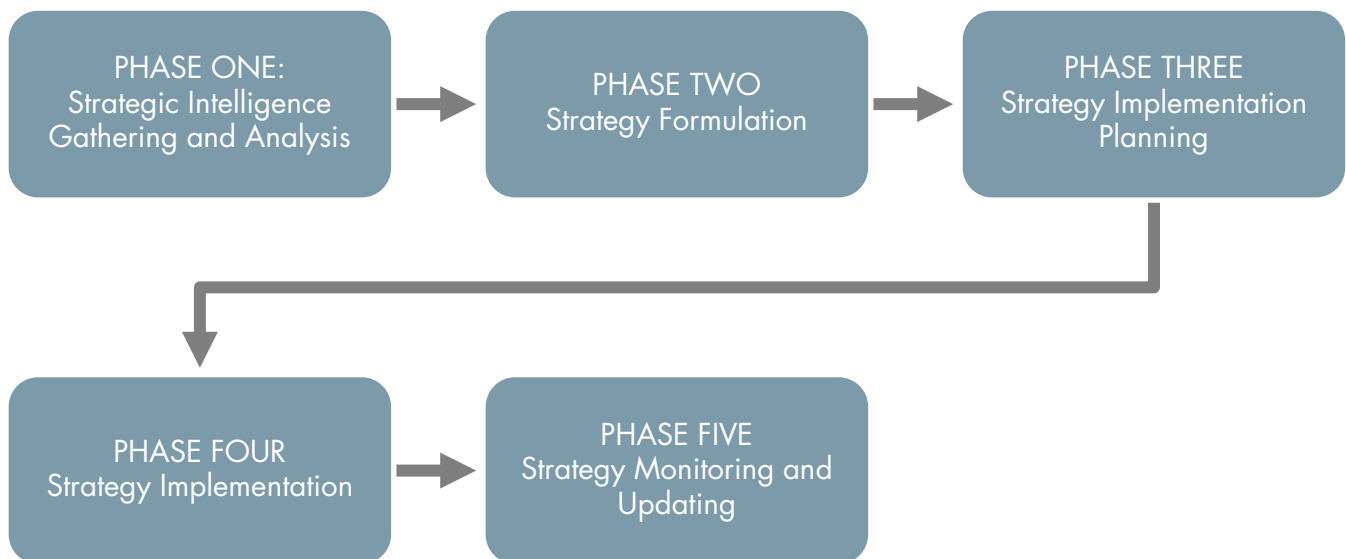 PHASE ONE:
Strategic Intelligence
Gathering and Analysis
PHASE TWO
Strategy Formulation
PHASE THREE
Strategy Implementation
Planning
PHASE FOUR
Strategy Implementation
PHASE FIVE
Strategy Monitoring and
Updating